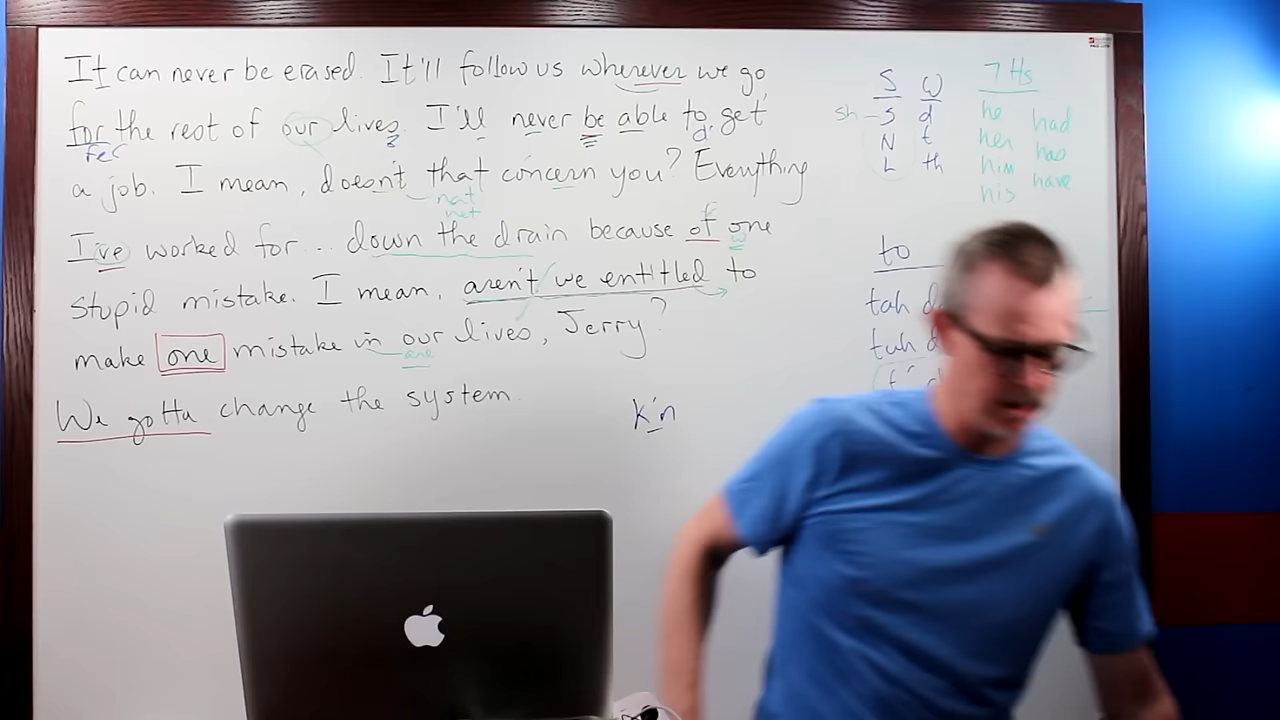 It can never be erased. It'll follow us wherever we go,
for the rest of our lives. I'll never be able to get
fer
z
d'
a job. I mean, doesn't that concern you? Everything
nat
net
I've worked for... down the drain because of one
w
stupid mistake. I mean, aren't we entitled to
make one mistake in our lives, Jerry?
are
We gotta change the system.
k'n
S W
sh - S d
N t
L th
7 Hs
he had
her has
him have
his
to
tah
tuh
t'